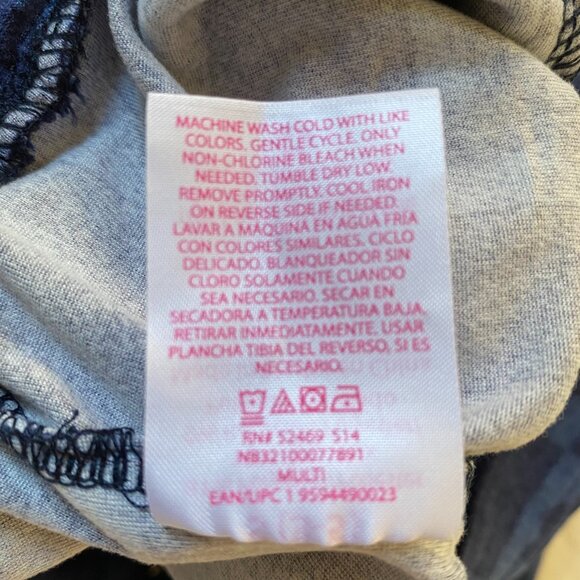 MACHINE WASH COLD WITH LIKE
COLORS. GENTLE CYCLE. ONLY
NON-CHLORINE BLEACH WHEN
NEEDED. TUMBLE DRY LOW.
REMOVE PROMPTLY. COOL IRON
ON REVERSE SIDE IF NEEDED.
LAVAR A MÁQUINA EN AGUA FRÍA
CON COLORES SIMILARES. CICLO
DELICADO. BLANQUEADOR SIN
CLORO SOLAMENTE CUANDO
SEA NECESARIO. SECAR EN
SECADORA A TEMPERATURA BAJA.
RETIRAR INMEDIATAMENTE. USAR
PLANCHA TIBIA DEL REVERSO, SI ES
NECESARIO.
RN# 52469 S14
NB32100077891
MULTI
EAN/UPC 1 9594490023